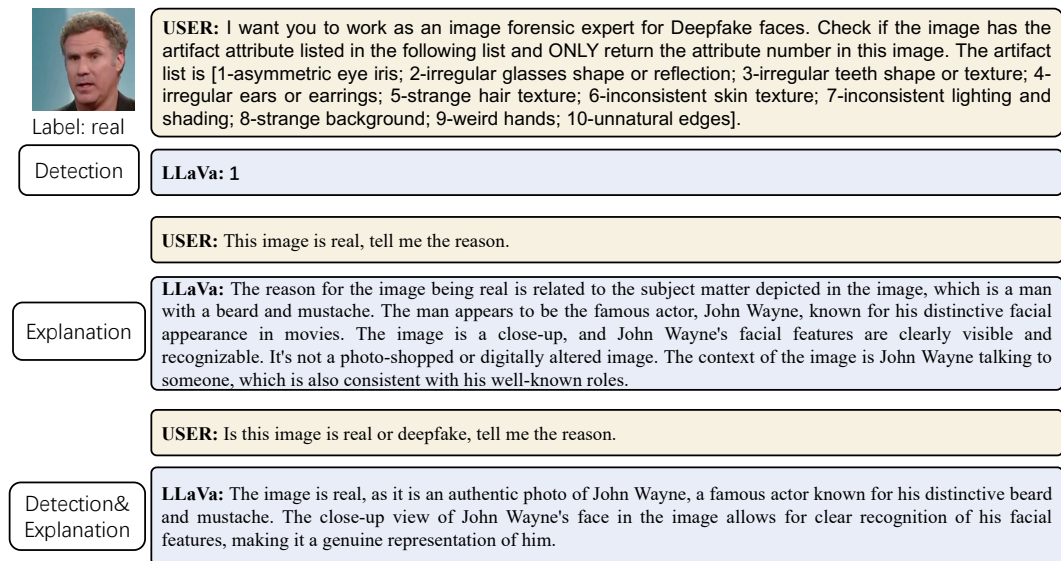 USER: I want you to work as an image forensic expert for Deepfake faces. Check if the image has the
artifact attribute listed in the following list and ONLY return the attribute number in this image. The artifact
list is [1-asymmetric eye iris; 2-irregular glasses shape or reflection; 3-irregular teeth shape or texture; 4-
irregular ears or earrings; 5-strange hair texture; 6-inconsistent skin texture; 7-inconsistent lighting and
shading; 8-strange background; 9-weird hands; 10-unnatural edges].
Label: real
Detection
LLaVa: 1
USER: This image is real, tell me the reason.
Explanation
LLaVa: The reason for the image being real is related to the subject matter depicted in the image, which is a man
with a beard and mustache. The man appears to be the famous actor, John Wayne, known for his distinctive facial
appearance in movies. The image is a close-up, and John Wayne's facial features are clearly visible and
recognizable. It's not a photo-shopped or digitally altered image. The context of the image is John Wayne talking to
someone, which is also consistent with his well-known roles.
USER: Is this image is real or deepfake, tell me the reason.
Detection&
Explanation
LLaVa: The image is real, as it is an authentic photo of John Wayne, a famous actor known for his distinctive beard
and mustache. The close-up view of John Wayne's face in the image allows for clear recognition of his facial
features, making it a genuine representation of him.